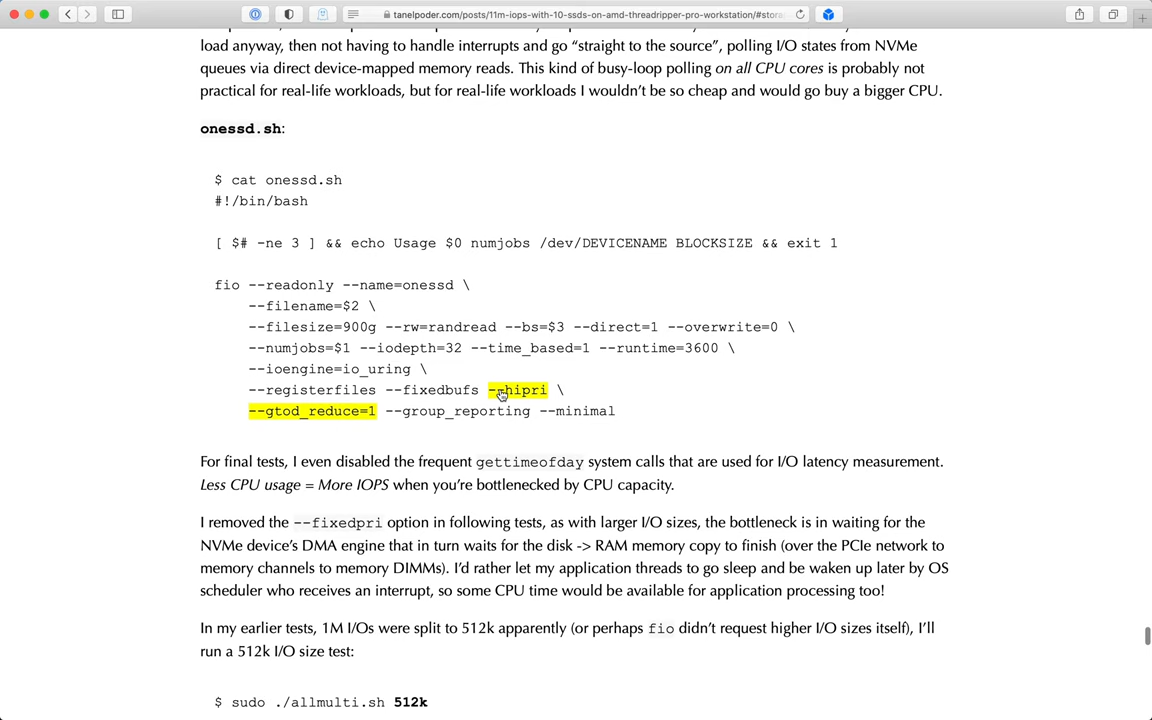 tanelpoder.com/posts/11m-iops-with-10-ssds-on-amd-threadripper-pro-workstation/#stora
load anyway, then not having to handle interrupts and go “straight to the source”, polling I/O states from NVMe
queues via direct device-mapped memory reads. This kind of busy-loop polling on all CPU cores is probably not
practical for real-life workloads, but for real-life workloads I wouldn’t be so cheap and would go buy a bigger CPU.
onessd.sh:
$ cat onessd.sh
#!/bin/bash
[ $# -ne 3 ] && echo Usage $0 numjobs /dev/DEVICENAME BLOCKSIZE && exit 1
fio --readonly --name=onessd \
--filename=$2 \
--filesize=900g --rw=randread --bs=$3 --direct=1 --overwrite=0 \
--numjobs=$1 --iodepth=32 --time_based=1 --runtime=3600 \
--ioengine=io_uring \
--registerfiles --fixedbufs --hipri \
--gtod_reduce=1 --group_reporting --minimal
For final tests, I even disabled the frequent gettimeofday system calls that are used for I/O latency measurement.
Less CPU usage = More IOPS when you’re bottlenecked by CPU capacity.
I removed the --fixedpri option in following tests, as with larger I/O sizes, the bottleneck is in waiting for the
NVMe device’s DMA engine that in turn waits for the disk -> RAM memory copy to finish (over the PCIe network to
memory channels to memory DIMMs). I’d rather let my application threads to go sleep and be waken up later by OS
scheduler who receives an interrupt, so some CPU time would be available for application processing too!
In my earlier tests, 1M I/Os were split to 512k apparently (or perhaps fio didn’t request higher I/O sizes itself), I’ll
run a 512k I/O size test:
$ sudo ./allmulti.sh 512k